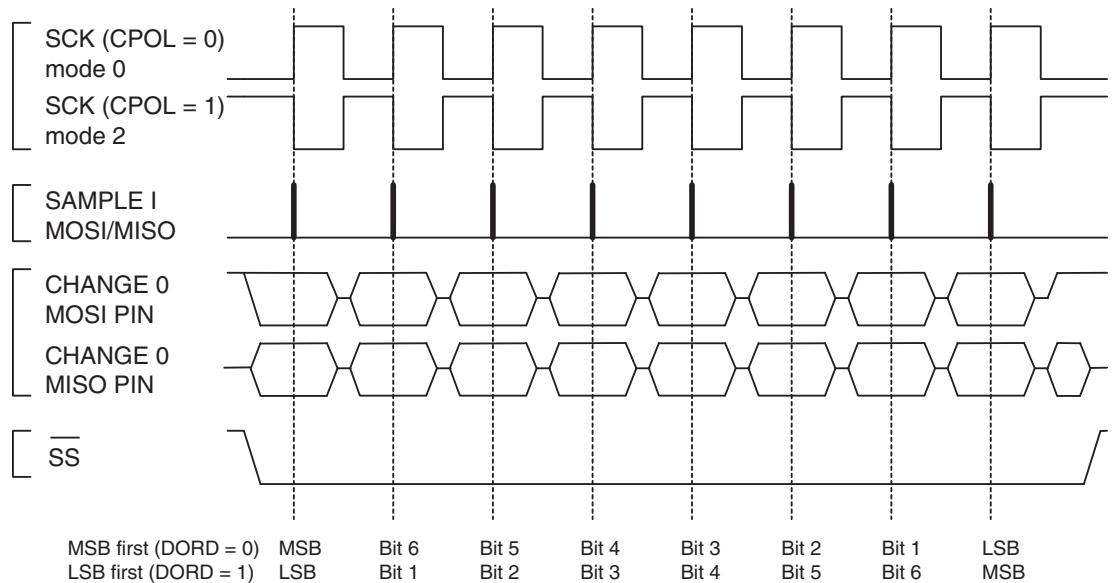 SCK (CPOL = 0)
mode 0
SCK (CPOL = 1)
mode 2
SAMPLE I
MOSI/MISO
CHANGE 0
MOSI PIN
CHANGE 0
MISO PIN
SS
MSB first (DORD = 0) MSB Bit 6 Bit 5 Bit 4 Bit 3 Bit 2 Bit 1 LSB
LSB first (DORD = 1) LSB Bit 1 Bit 2 Bit 3 Bit 4 Bit 5 Bit 6 MSB